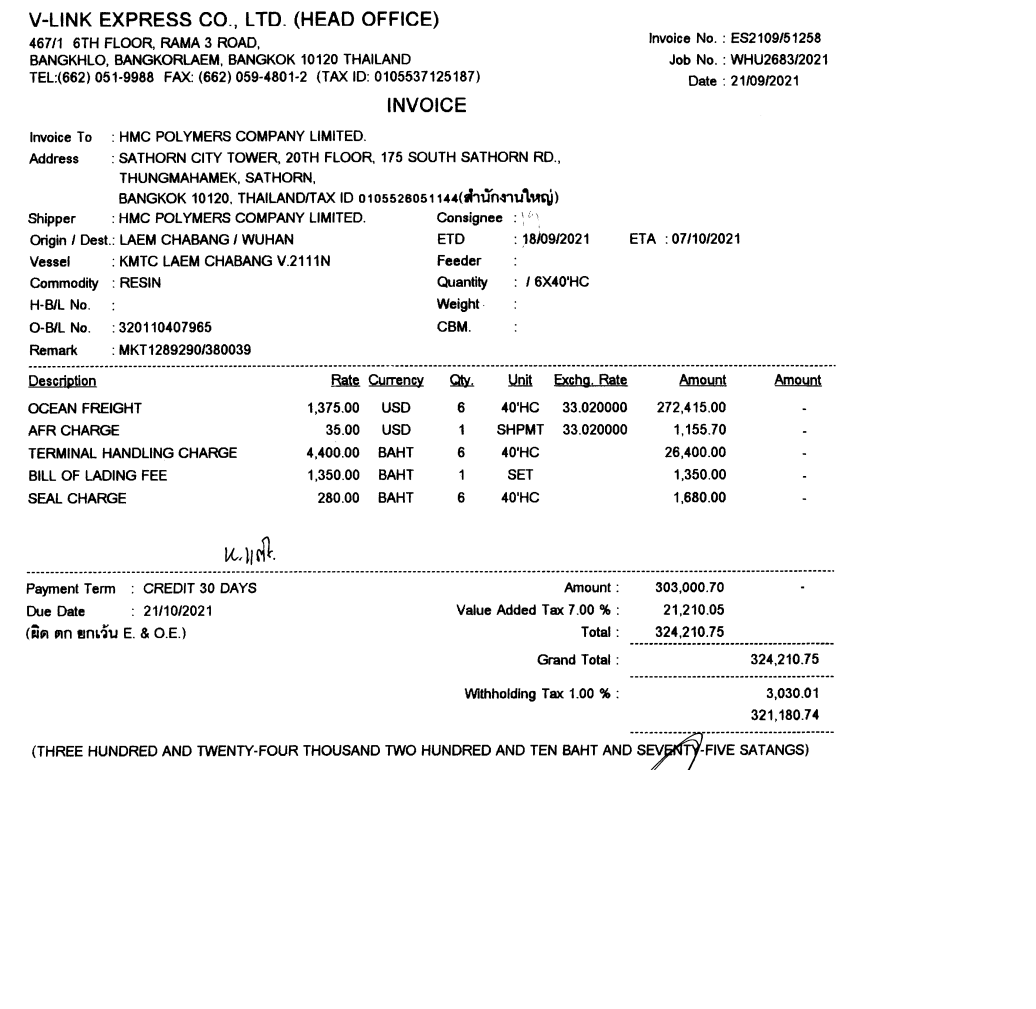 V-LINK EXPRESS CO., LTD. (HEAD OFFICE)
467/1 6TH FLOOR, RAMA 3 ROAD,
BANGKHLO, BANGKORLAEM, BANGKOK 10120 THAILAND
TEL:(662) 051-9988 FAX: (662) 059-4801-2 (TAX ID: 0105537125187)
Invoice No. : ES2109/51258
Job No. : WHU2683/2021
Date : 21/09/2021
INVOICE
Invoice To : HMC POLYMERS COMPANY LIMITED.
Address : SATHORN CITY TOWER, 20TH FLOOR, 175 SOUTH SATHORN RD.,
THUNGMAHAMEK, SATHORN,
BANGKOK 10120, THAILAND/TAX ID 0105526051144(สำนักงานใหญ่)
Shipper : HMC POLYMERS COMPANY LIMITED. Consignee :
Origin / Dest.: LAEM CHABANG / WUHAN ETD : 18/09/2021 ETA : 07/10/2021
Vessel : KMTC LAEM CHABANG V.2111N Feeder :
Commodity : RESIN Quantity : / 6X40'HC
H-B/L No. : Weight :
O-B/L No. : 320110407965 CBM. :
Remark : MKT1289290/380039
Description Rate Currency Qty. Unit Exchg. Rate Amount Amount
OCEAN FREIGHT 1,375.00 USD 6 40'HC 33.020000 272,415.00 -
AFR CHARGE 35.00 USD 1 SHPMT 33.020000 1,155.70 -
TERMINAL HANDLING CHARGE 4,400.00 BAHT 6 40'HC 26,400.00 -
BILL OF LADING FEE 1,350.00 BAHT 1 SET 1,350.00 -
SEAL CHARGE 280.00 BAHT 6 40'HC 1,680.00 -
Payment Term : CREDIT 30 DAYS Amount : 303,000.70 -
Due Date : 21/10/2021 Value Added Tax 7.00 % : 21,210.05
(ผิด ตก ยกเว้น E. & O.E.) Total : 324,210.75
Grand Total : 324,210.75
Withholding Tax 1.00 % : 3,030.01
321,180.74
(THREE HUNDRED AND TWENTY-FOUR THOUSAND TWO HUNDRED AND TEN BAHT AND SEVENTY-FIVE SATANGS)